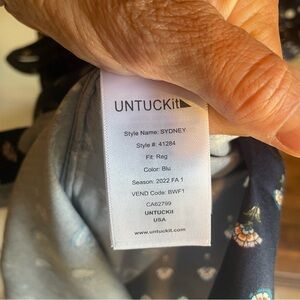 UNTUCKit
Style Name: SYDNEY
Style #: 41284
Fit: Reg
Color: Blu
Season: 2022 FA 1
VEND Code: BWF1
CA62799
UNTUCKit
USA
www.untuckit.com